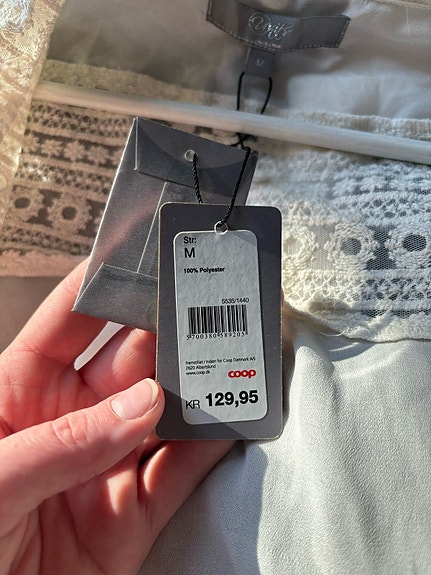 M
Str:
M
100% Polyester
5535/1440
5700380589205
Fremstillet i Indien for Coop Danmark A/S
2620 Albertslund
www.coop.dk
coop
KR 129,95